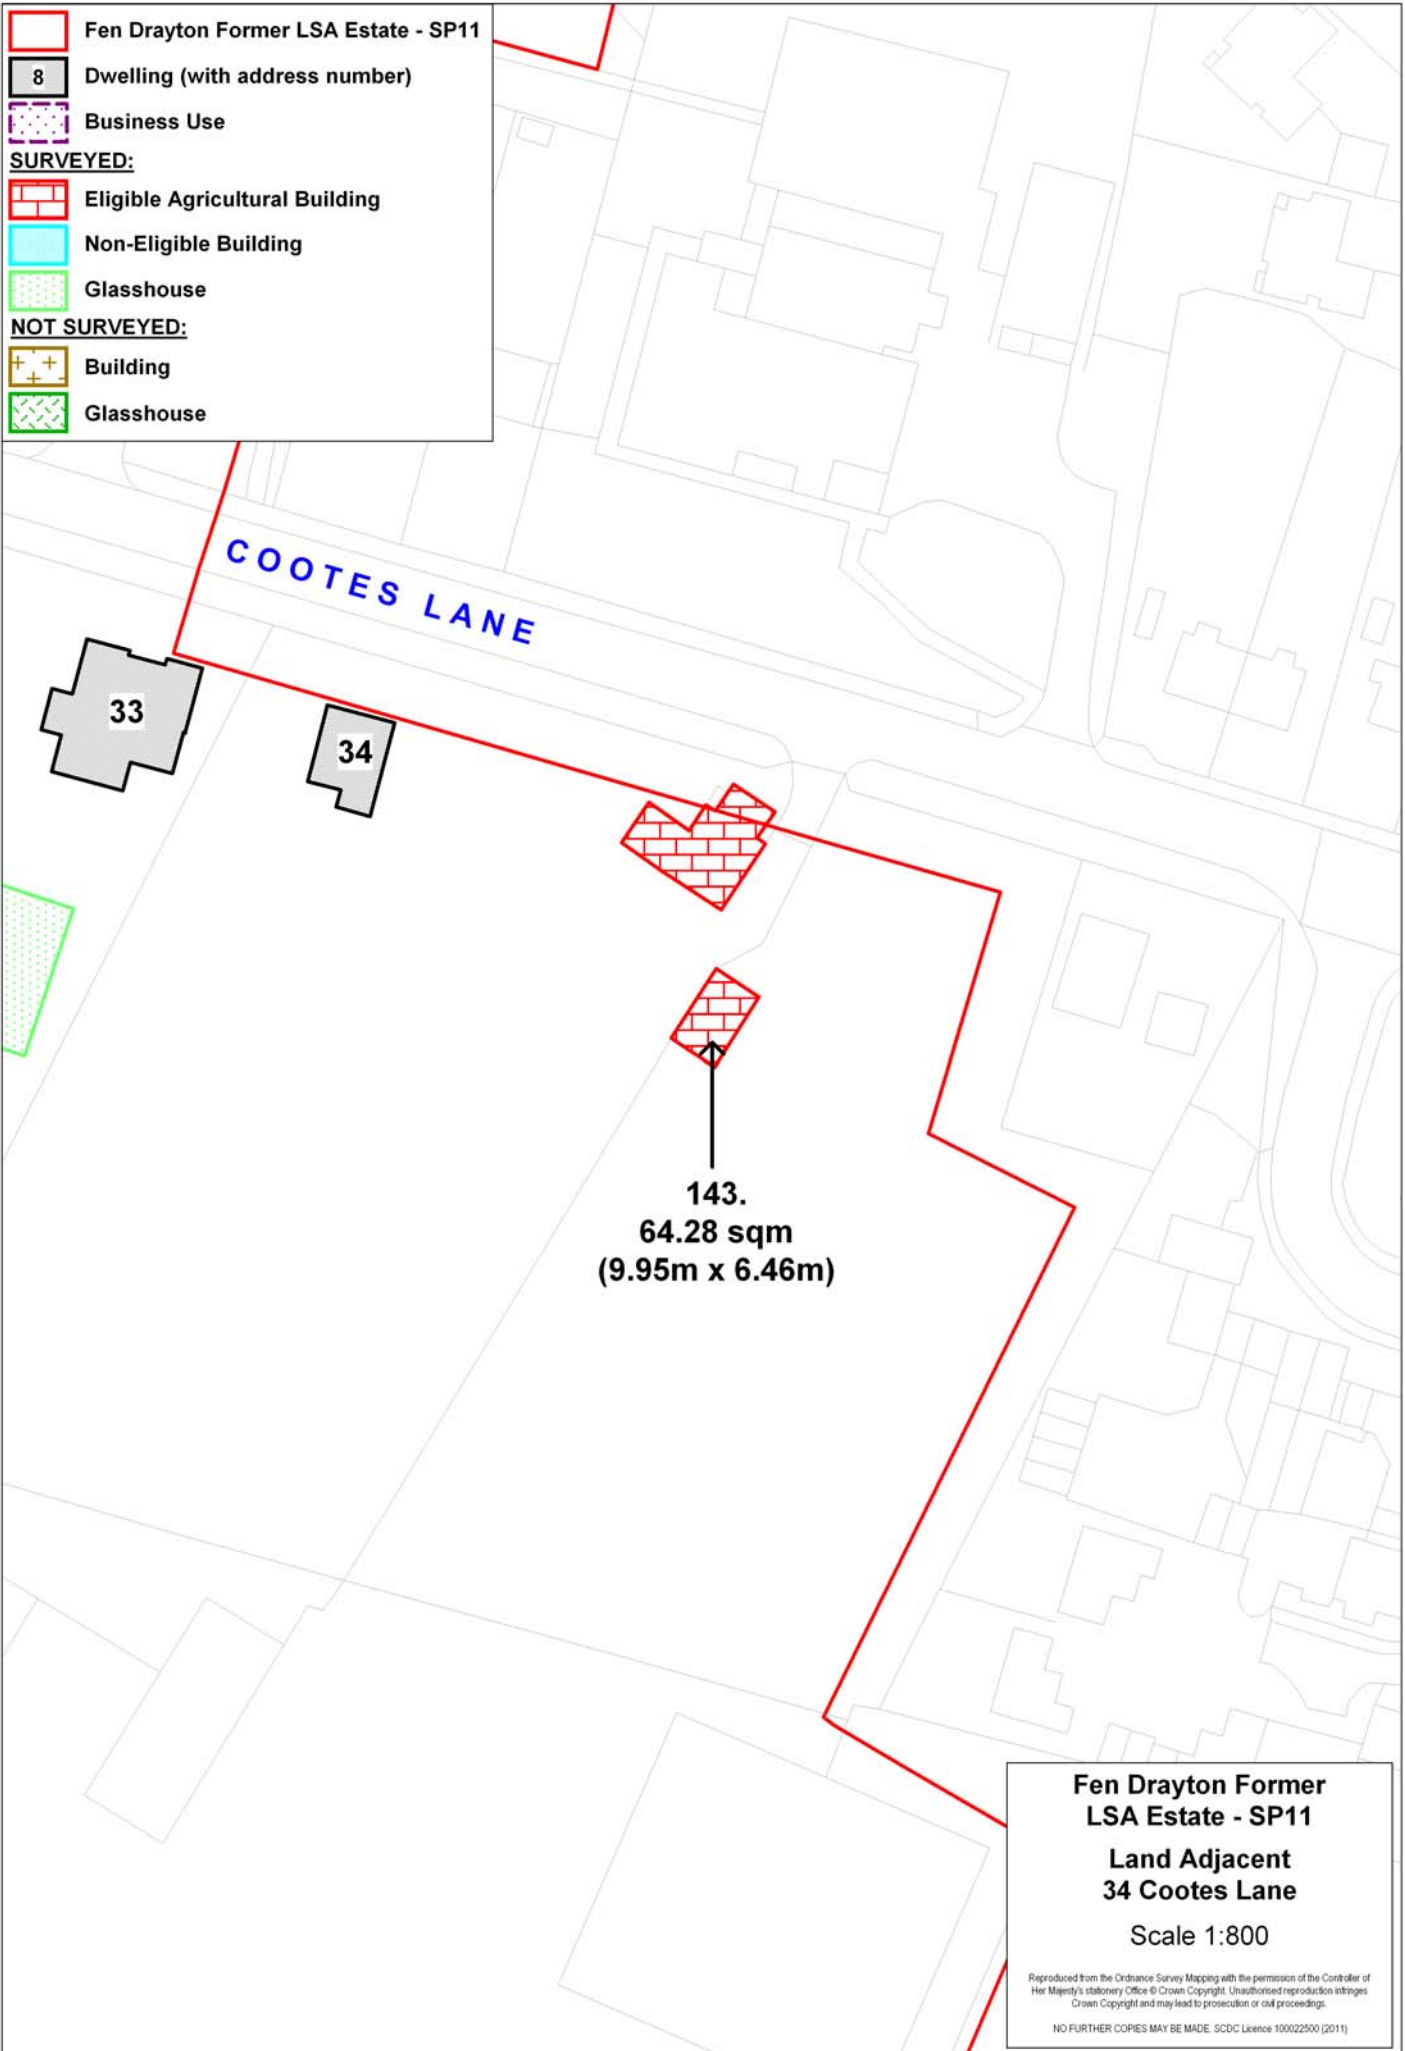 Fen Drayton Former LSA Estate - SP11
8
Dwelling (with address number)
Business Use
SURVEYED:
Eligible Agricultural Building
Non-Eligible Building
Glasshouse
NOT SURVEYED:
Building
Glasshouse
COOTES LANE
33
34
143.
64.28 sqm
(9.95m x 6.46m)
Fen Drayton Former
LSA Estate - SP11
Land Adjacent
34 Cootes Lane
Scale 1:800
Reproduced from the Ordnance Survey Mapping with the permission of the Controller of
Her Majesty's stationery Office © Crown Copyright. Unauthorised reproduction infringes
Crown Copyright and may lead to prosecution or civil proceedings.
NO FURTHER COPIES MAY BE MADE. SCDC Licence 100022500 (2011)